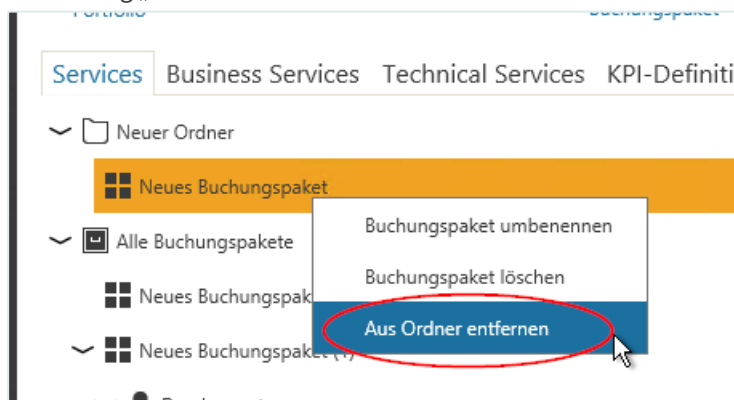 Services Business Services Technical Services KPI-Definiti
Neuer Ordner
Neues Buchungspaket
Buchungspaket umbenennen
Alle Buchungspakete
Buchungspaket löschen
Neues Buchungspak
Aus Ordner entfernen
Neues Buchungspaket (1)